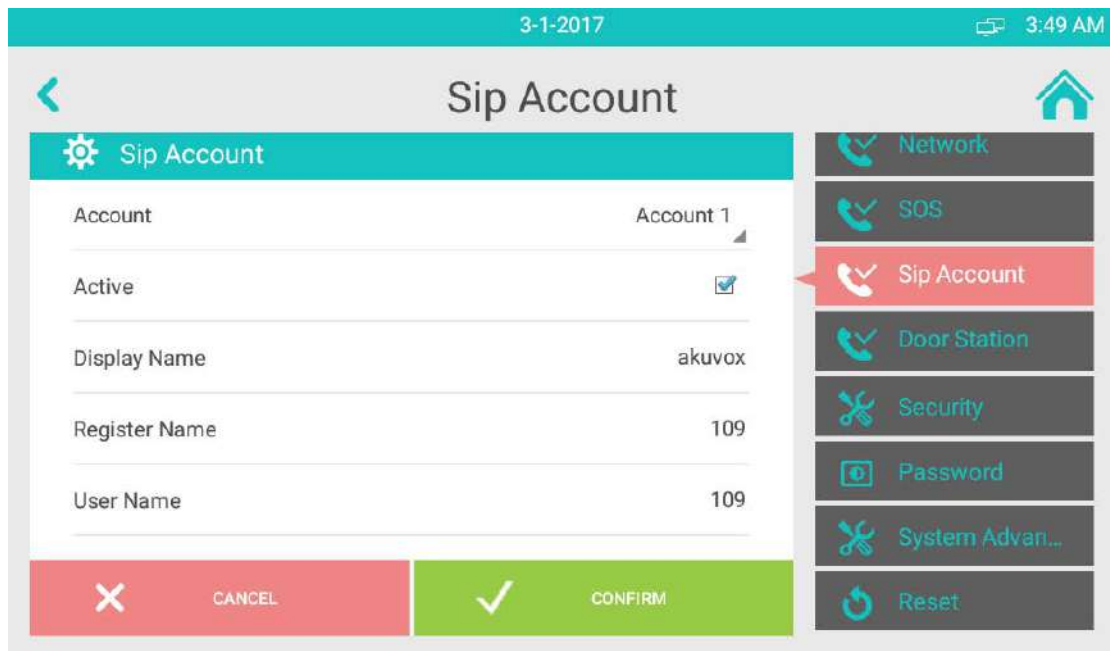 3-1-2017
3:49 AM
Sip Account
Sip Account
Account
Account 1
Active
Display Name
akuvox
Register Name
109
User Name
109
CANCEL
CONFIRM
Network
SOS
Sip Account
Door Station
Security
Password
System Advan...
Reset